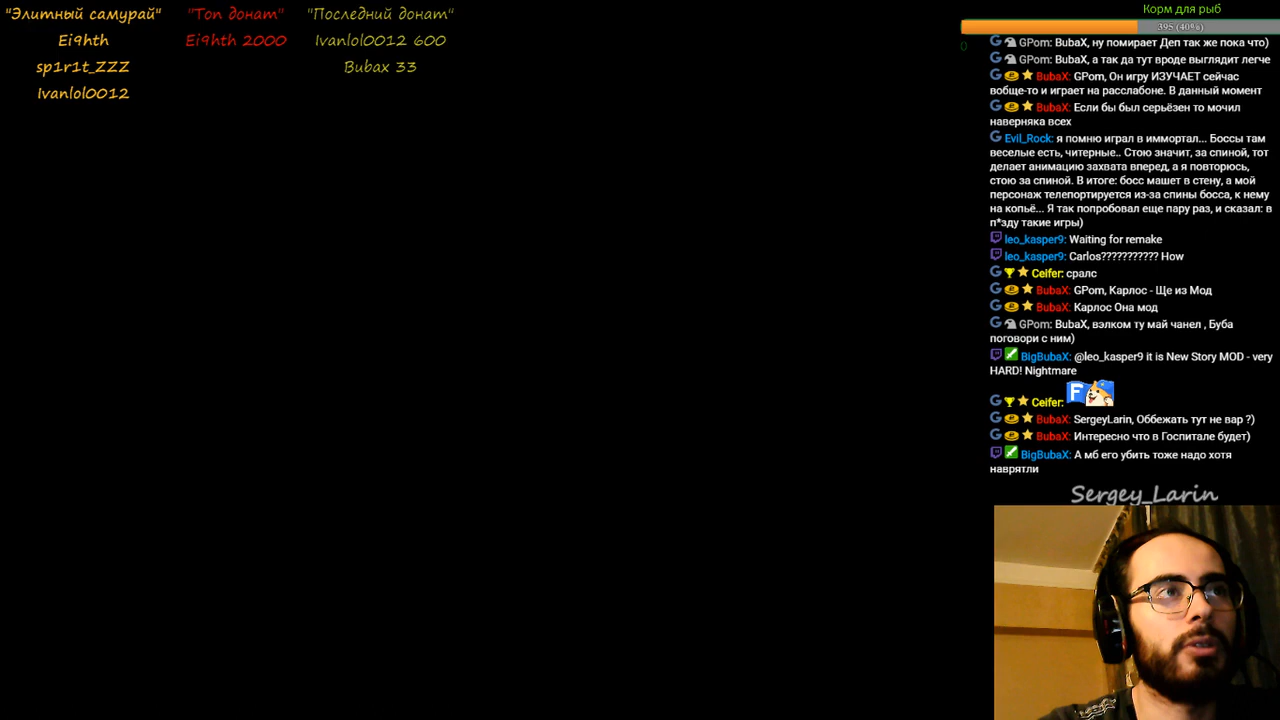 "Элитный самурай"
Ei9hth
sp1r1t_ZZZ
Ivanlol0012
"Топ донат"
Ei9hth 2000
"Последний донат"
Ivanlol0012 600
Bubax 33
Корм для рыб
395 (40%)
0
GPom: BubaX, ну помирает Деп так же пока что)
GPom: BubaX, а так да тут вроде выглядит легче
BubaX: GPom, Он игру ИЗУЧАЕТ сейчас
вобще-то и играет на расслабоне. В данный момент
BubaX: Если бы был серьёзен то мочил
наверняка всех
Evil_Rock: я помню играл в иммортал... Боссы там
веселые есть, читерные.. Стою значит, за спиной, тот
делает анимацию захвата вперед, а я повторюсь,
стою за спиной. В итоге: босс машет в стену, а мой
персонаж телепортируется из-за спины босса, к нему
на копьё... Я так попробовал еще пару раз, и сказал: в
п*зду такие игры)
leo_kasper9: Waiting for remake
leo_kasper9: Carlos??????????? How
Ceifer: сралс
BubaX: GPom, Карлос - Ще из Мод
BubaX: Карлос Она мод
GPom: BubaX, вэлком ту май чанел , Буба
поговори с ним)
BigBubaX: @leo_kasper9 it is New Story MOD - very
HARD! Nightmare
Ceifer: F
BubaX: SergeyLarin, Оббежать тут не вар ?)
BubaX: Интересно что в Госпитале будет)
BigBubaX: А мб его убить тоже надо хотя
наврятли
Sergey_Larin